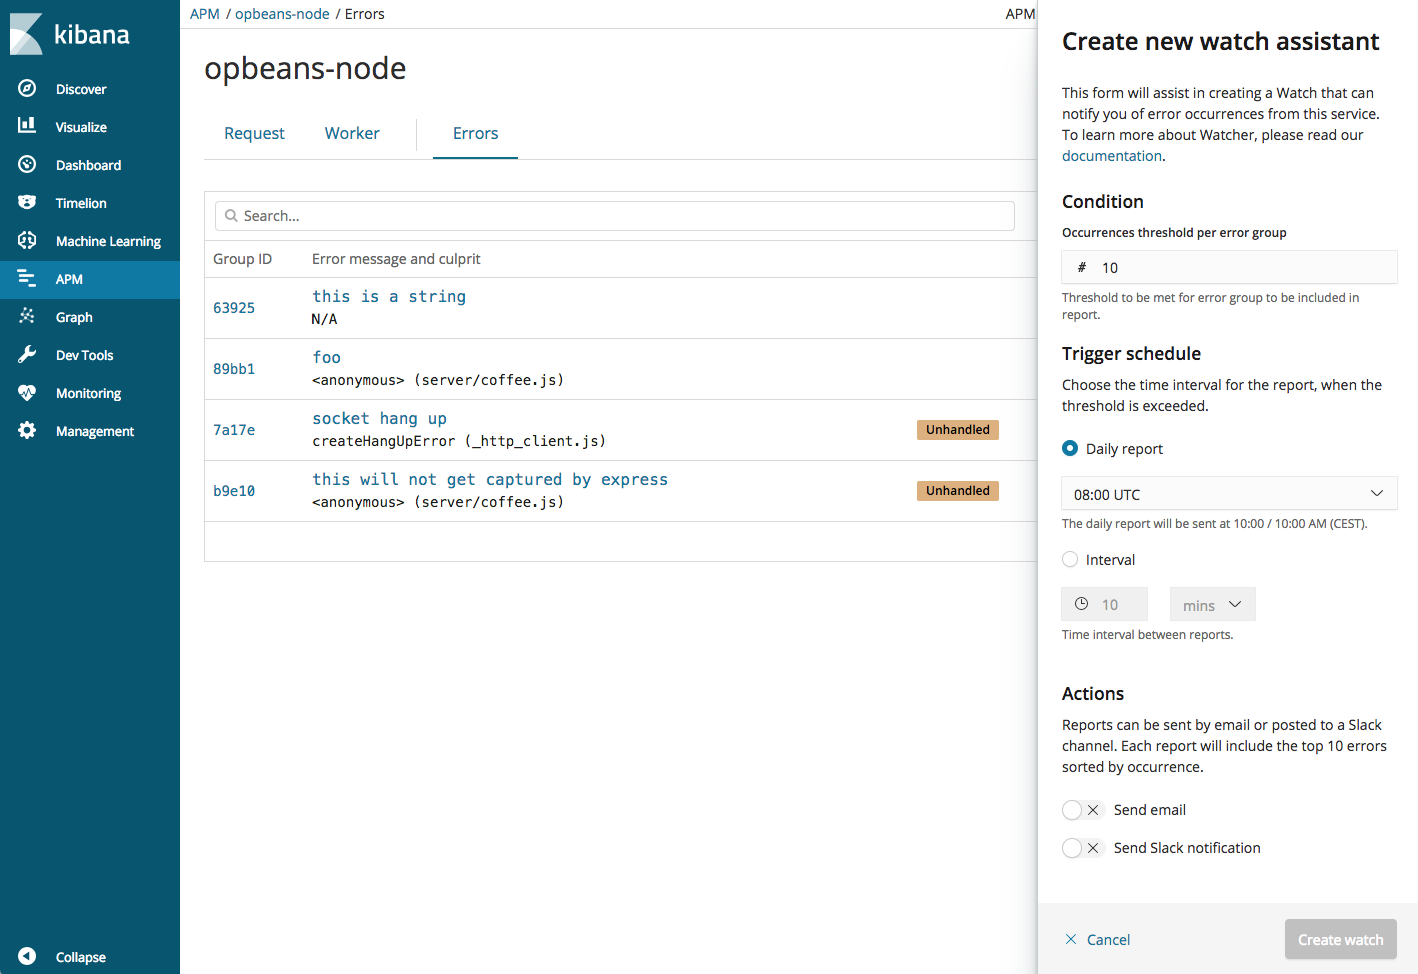 kibana
Discover
Visualize
Dashboard
Timelion
Machine Learning
APM
Graph
Dev Tools
Monitoring
Management
Collapse
APM / opbeans-node / Errors
APM
opbeans-node
Request Worker Errors
Search...
Group ID Error message and culprit
63925 this is a string
N/A
89bb1 foo
<anonymous> (server/coffee.js)
7a17e socket hang up
createHangUpError (_http_client.js)
Unhandled
b9e10 this will not get captured by express
<anonymous> (server/coffee.js)
Unhandled
Create new watch assistant
This form will assist in creating a Watch that can
notify you of error occurrences from this service.
To learn more about Watcher, please read our
documentation.
Condition
Occurrences threshold per error group
# 10
Threshold to be met for error group to be included in
report.
Trigger schedule
Choose the time interval for the report, when the
threshold is exceeded.
Daily report
08:00 UTC
The daily report will be sent at 10:00 / 10:00 AM (CEST).
Interval
10 mins
Time interval between reports.
Actions
Reports can be sent by email or posted to a Slack
channel. Each report will include the top 10 errors
sorted by occurrence.
Send email
Send Slack notification
Cancel
Create watch